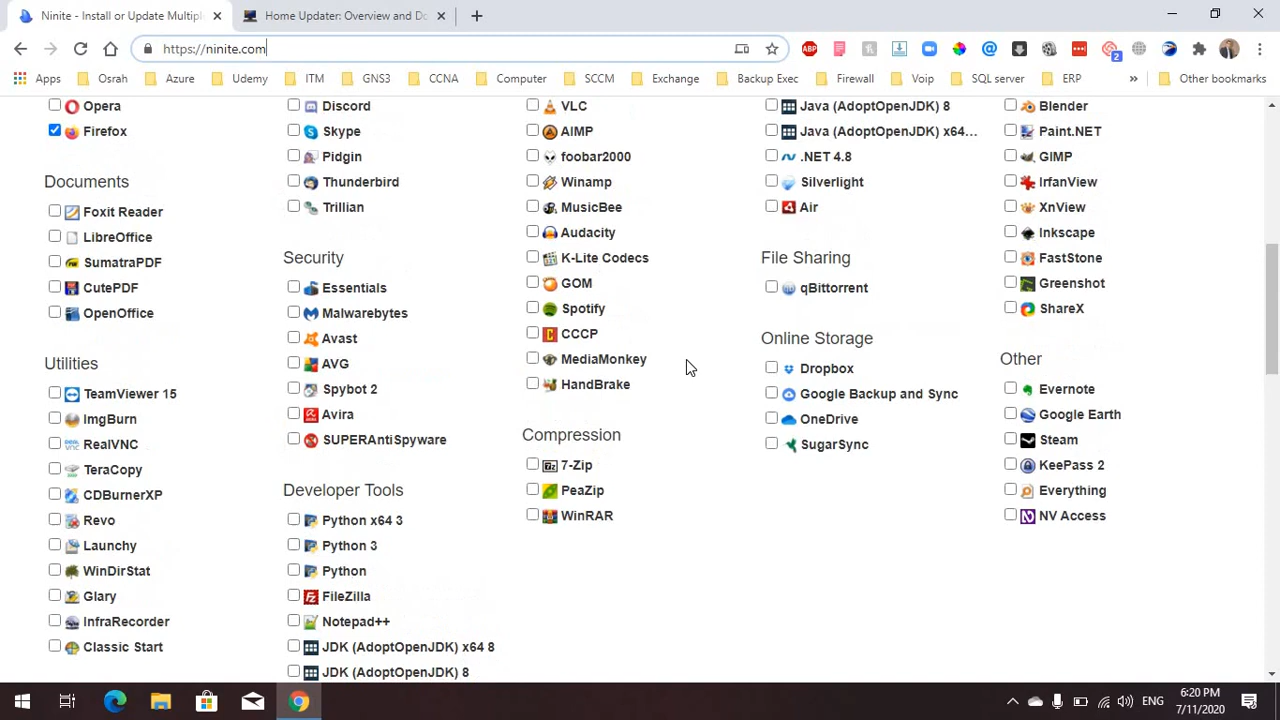 Ninite - Install or Update Multipl
Home Updater: Overview and Do
https://ninite.com
ABP
2
Apps
Osrah
Azure
Udemy
ITM
GNS3
CCNA
Computer
SCCM
Exchange
Backup Exec
Firewall
Voip
SQL server
ERP
»
Other bookmarks
Opera
Firefox
Documents
Foxit Reader
LibreOffice
SumatraPDF
CutePDF
OpenOffice
Utilities
TeamViewer 15
ImgBurn
RealVNC
TeraCopy
CDBurnerXP
Revo
Launchy
WinDirStat
Glary
InfraRecorder
Classic Start
Discord
Skype
Pidgin
Thunderbird
Trillian
Security
Essentials
Malwarebytes
Avast
AVG
Spybot 2
Avira
SUPERAntiSpyware
Developer Tools
Python x64 3
Python 3
Python
FileZilla
Notepad++
JDK (AdoptOpenJDK) x64 8
JDK (AdoptOpenJDK) 8
VLC
AIMP
foobar2000
Winamp
MusicBee
Audacity
K-Lite Codecs
GOM
Spotify
CCCP
MediaMonkey
HandBrake
Compression
7-Zip
PeaZip
WinRAR
Java (AdoptOpenJDK) 8
Java (AdoptOpenJDK) x64...
.NET 4.8
Silverlight
Air
File Sharing
qBittorrent
Online Storage
Dropbox
Google Backup and Sync
OneDrive
SugarSync
Blender
Paint.NET
GIMP
IrfanView
XnView
Inkscape
FastStone
Greenshot
ShareX
Other
Evernote
Google Earth
Steam
KeePass 2
Everything
NV Access
ENG
6:20 PM
7/11/2020